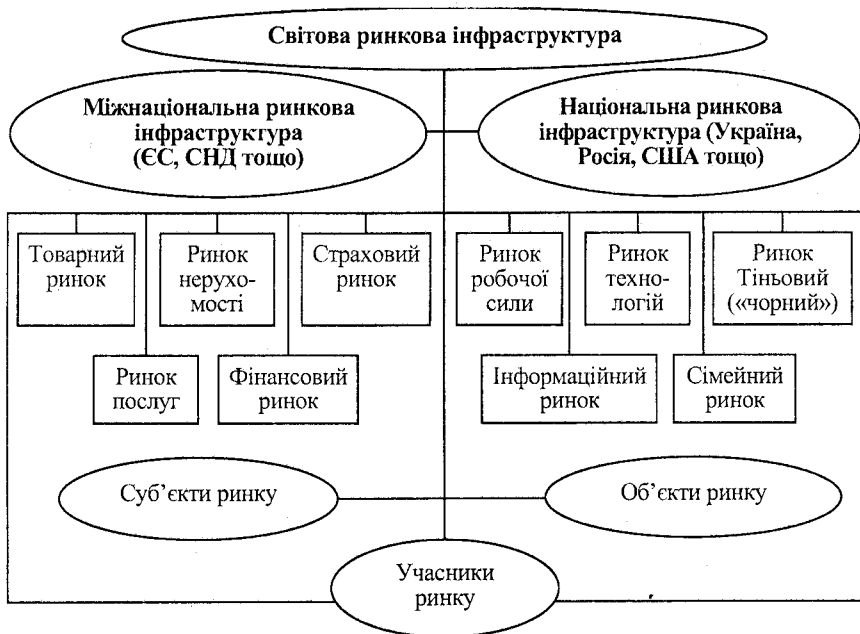 Світова ринкова інфраструктура
Міжнаціональна ринкова
інфраструктура
(ЄС, СНД тощо)
Національна ринкова
інфраструктура (Україна,
Росія, США тощо)
Товарний
ринок
Ринок
нерухо-
мості
Страховий
ринок
Ринок
робочої
сили
Ринок
техно-
логій
Ринок
Тіньовий
(«чорний»)
Ринок
послуг
Фінансовий
ринок
Інформаційний
ринок
Сімейний
ринок
Суб’єкти ринку
Об’єкти ринку
Учасники
ринку